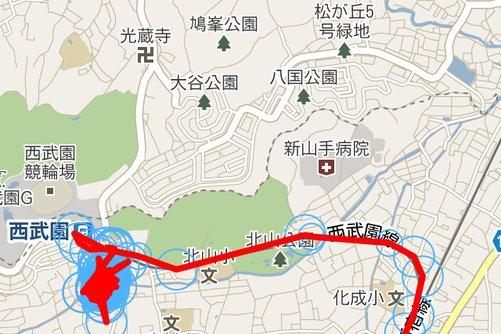 松が丘5
号緑地
鳩峯公園
光蔵寺
大谷公園
八国公園
新山手病院
西武園
競輪場
園G
西武園
西武園線
北山公園
北山小
化成小